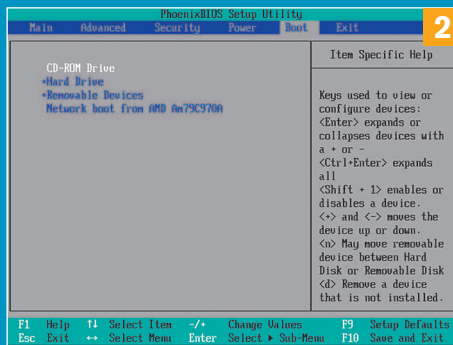 PhoenixBIOS Setup Utility
Main Advanced Security Power Boot Exit
2
CD-ROM Drive
+Hard Drive
+Removable Devices
Network boot from AMD Am79C970A
Item Specific Help
Keys used to view or
configure devices:
<Enter> expands or
collapses devices with
a + or -
<Ctrl+Enter> expands
all
<Shift + 1> enables or
disables a device.
<+> and <-> moves the
device up or down.
<n> May move removable
device between Hard
Disk or Removable Disk
<d> Remove a device
that is not installed.
F1 Help ↑↓ Select Item -/+ Change Values F9 Setup Defaults
Esc Exit ↔ Select Menu Enter Select ▶ Sub-Menu F10 Save and Exit